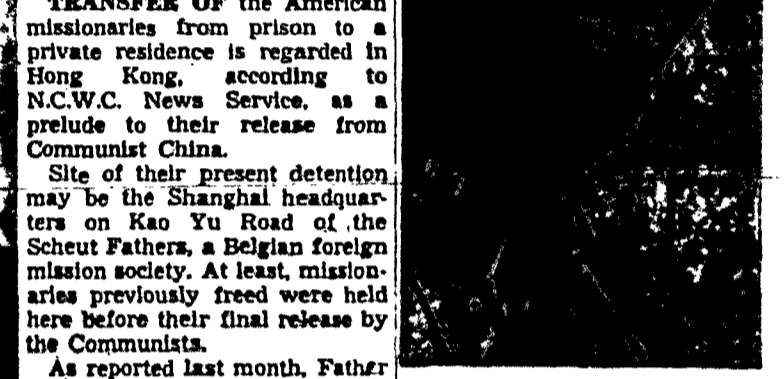 TRANSFER OF the American
missionaries from prison to a
private residence is regarded in
Hong Kong, according to
N.C.W.C. News Service, as a
prelude to their release from
Communist China.
Site of their present detention
may be the Shanghai headquar-
ters on Kao Yu Road of the
Scheut Fathers, a Belgian foreign
mission society. At least, mission-
aries previously freed were held
here before their final release by
the Communists.
As reported last month, Father